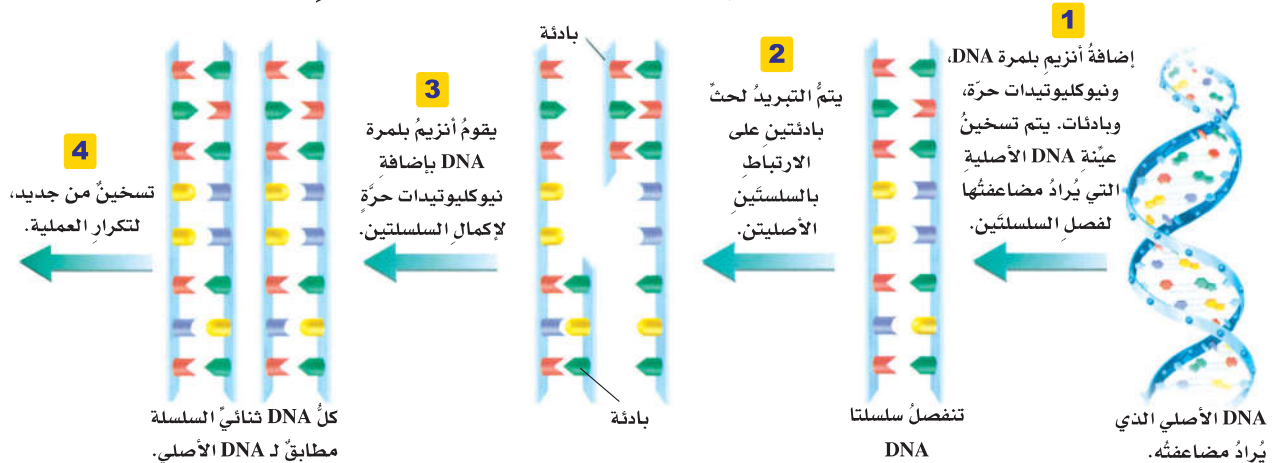 1
إضافةُ أنزيمِ بلمرة DNA،
ونيوكليوتيدات حرّة،
وبادئات. يتم تسخينُ
عيِّنةِ DNA الأصليةِ
التي يُرادُ مضاعفتُها
لفصلِ السلسلتَين.
DNA الأصلي الذي
يُرادُ مضاعفتُه.
تنفصلُ سلسلتا
DNA
2
يتمُّ التبريدُ لحثِّ
بادئتينِ على
الارتباطِ
بالسلستَينِ
الأصليتن.
بادئة
بادئة
3
يقومُ أنزيمُ بلمرة
DNA بإضافةِ
نيوكليوتيدات حرَّةٍ
لإكمالِ السلسلتين.
كلُّ DNA ثنائيِّ السلسلة
مطابقٌ لـ DNA الأصلي.
4
تسخينٌ من جديد،
لتكرارِ العملية.